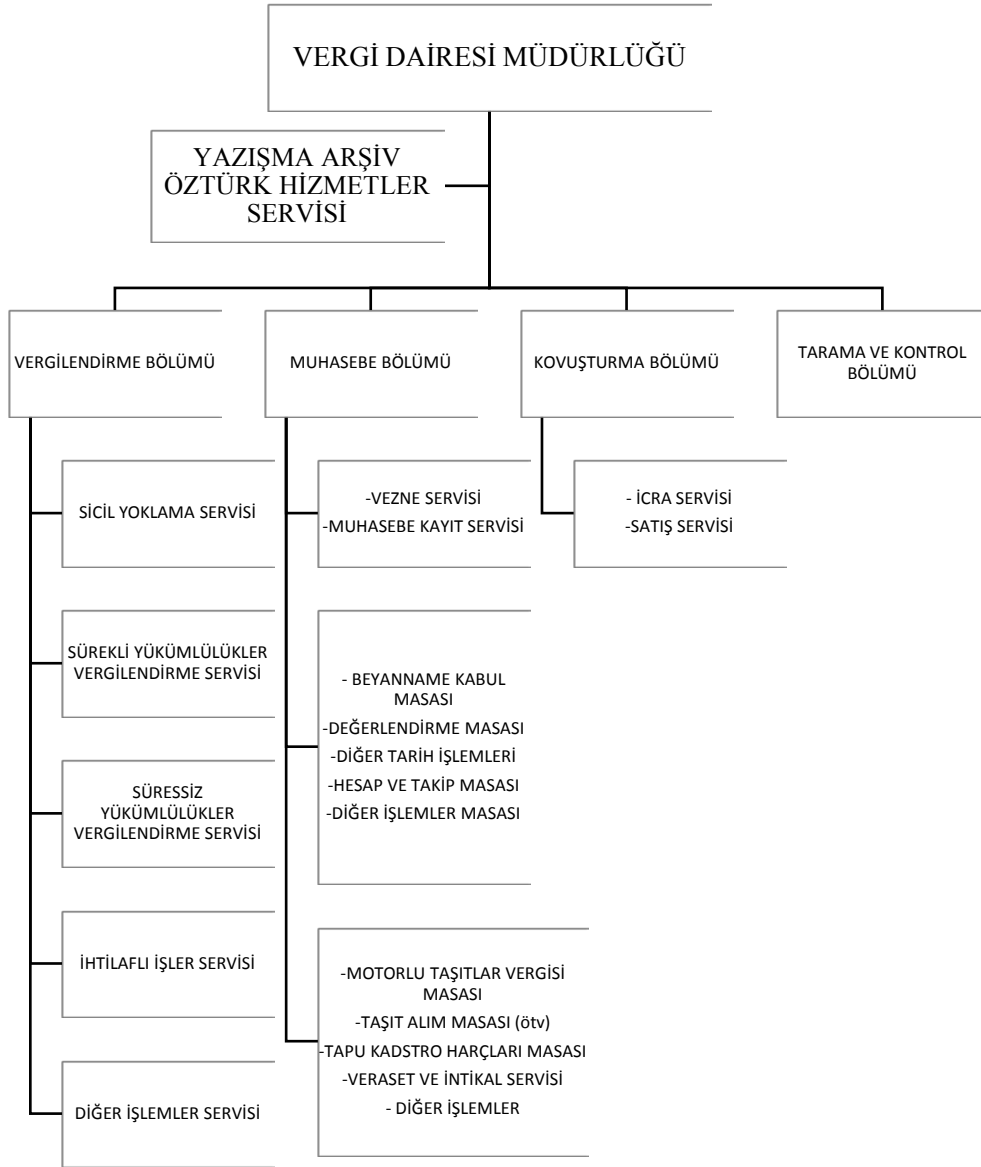 VERGİ DAİRESİ MÜDÜRLÜĞÜ
YAZIŞMA ARŞİV
ÖZTÜRK HİZMETLER
SERVİSİ
VERGİLENDİRME BÖLÜMÜ
MUHASEBE BÖLÜMÜ
KOVUŞTURMA BÖLÜMÜ
TARAMA VE KONTROL
BÖLÜMÜ
SİCİL YOKLAMA SERVİSİ
-VEZNE SERVİSİ
-MUHASEBE KAYIT SERVİSİ
- İCRA SERVİSİ
-SATIŞ SERVİSİ
SÜREKLİ YÜKÜMLÜLÜKLER
VERGİLENDİRME SERVİSİ
- BEYANNAME KABUL
MASASI
-DEĞERLENDİRME MASASI
-DİĞER TARİH İŞLEMLERİ
-HESAP VE TAKİP MASASI
-DİĞER İŞLEMLER MASASI
SÜRESSİZ
YÜKÜMLÜLÜKLER
VERGİLENDİRME SERVİSİ
İHTİLAFLI İŞLER SERVİSİ
-MOTORLU TAŞITLAR VERGİSİ
MASASI
-TAŞIT ALIM MASASI (ötv)
-TAPU KADSTRO HARÇLARI MASASI
-VERASET VE İNTİKAL SERVİSİ
- DİĞER İŞLEMLER
DİĞER İŞLEMLER SERVİSİ